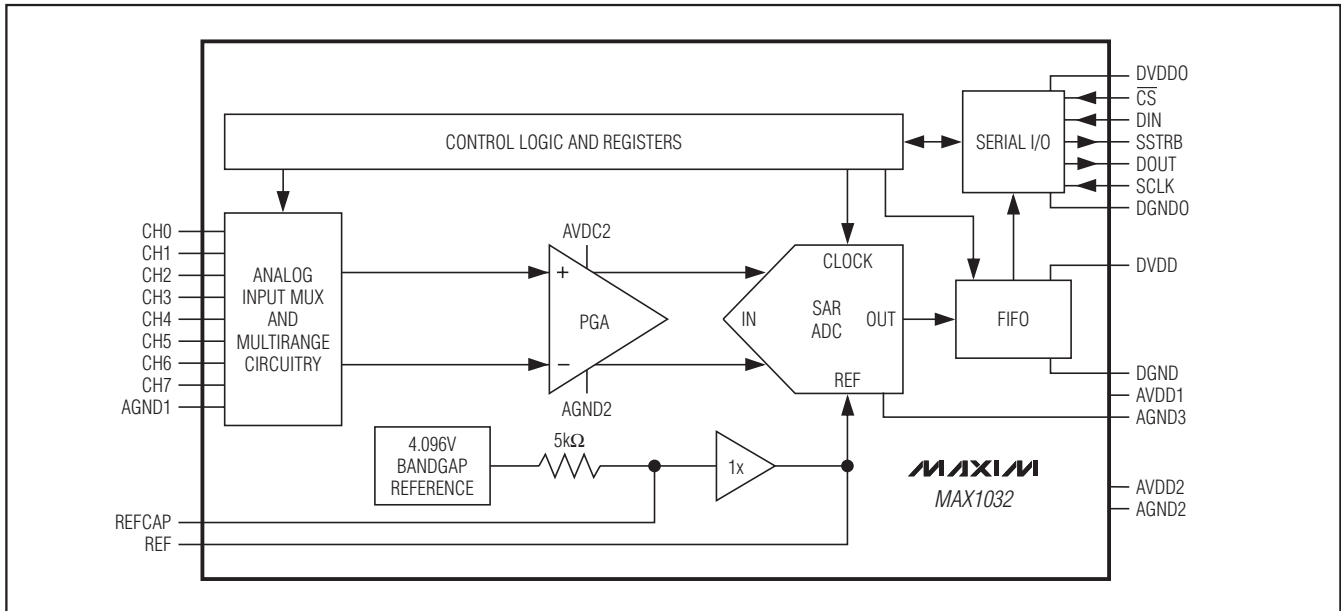 DVDDO
CS
DIN
SSTRB
DOUT
SCLK
DGNDO
SERIAL I/O
CONTROL LOGIC AND REGISTERS
CH0
CH1
CH2
CH3
CH4
CH5
CH6
CH7
AGND1
ANALOG
INPUT MUX
AND
MULTIRANGE
CIRCUITRY
AVDC2
+
PGA
−
AGND2
CLOCK
IN
SAR
ADC
OUT
REF
FIFO
DVDD
DGND
AVDD1
AGND3
4.096V
BANDGAP
REFERENCE
5kΩ
1x
MAXIM
MAX1032
AVDD2
AGND2
REFCAP
REF